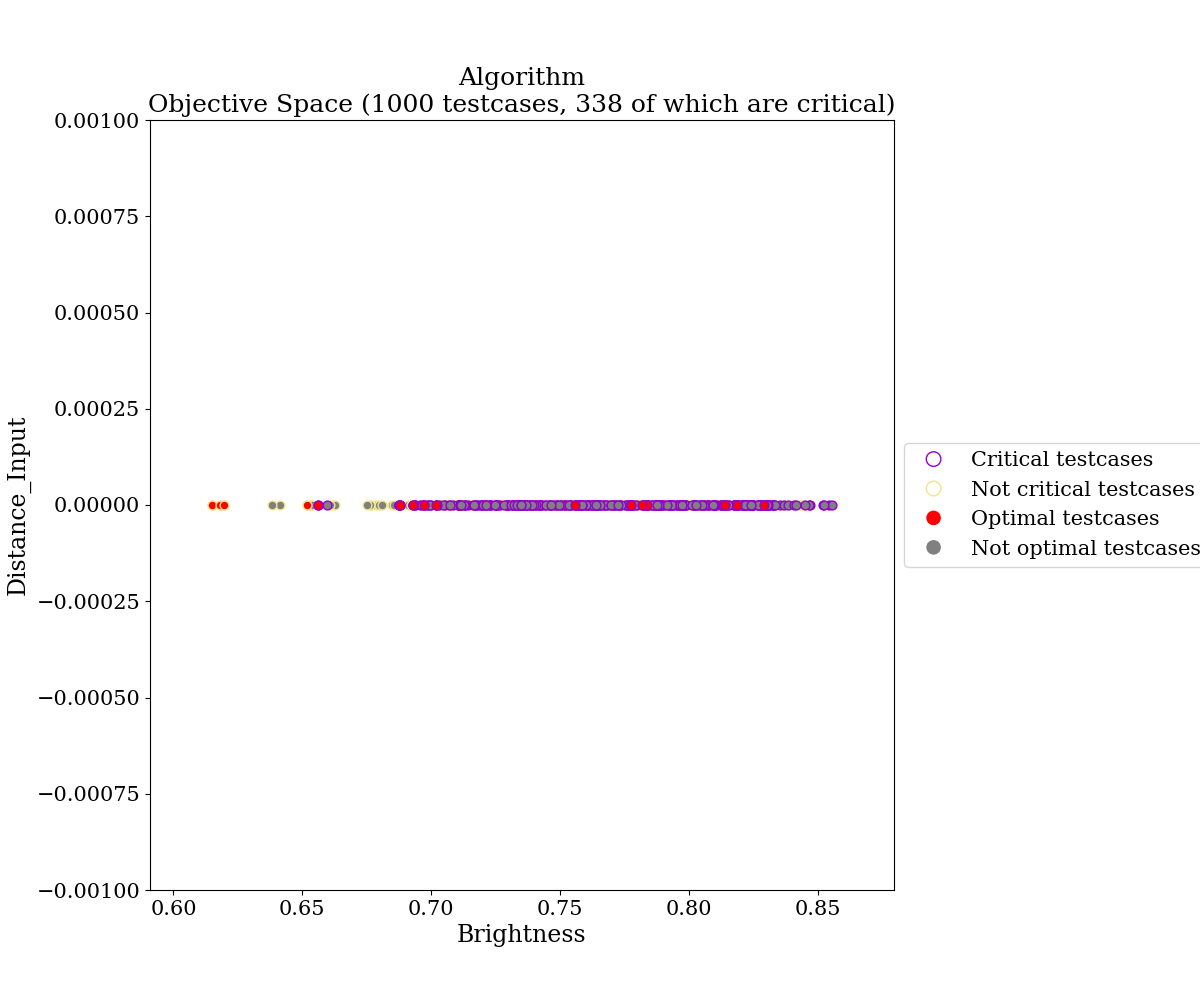 Algorithm
Objective Space (1000 testcases, 338 of which are critical)
0.00100
0.00075
0.00050
0.00025
0.00000
−0.00025
−0.00050
−0.00075
−0.00100
Distance_Input
0.60 0.65 0.70 0.75 0.80 0.85
Brightness
Critical testcases
Not critical testcases
Optimal testcases
Not optimal testcases